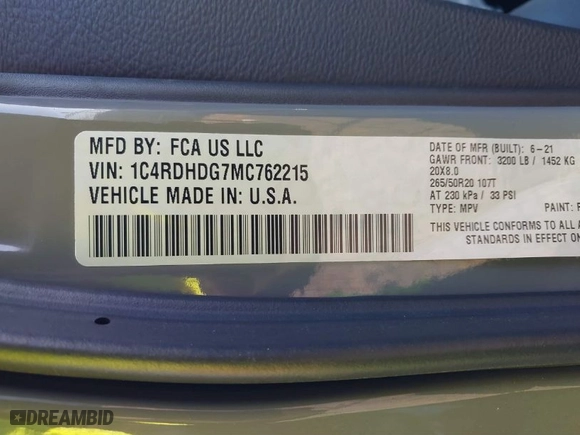 MFD BY: FCA US LLC
VIN: 1C4RDHDG7MC762215
VEHICLE MADE IN: U.S.A.
DATE OF MFR (BUILT): 6-21
GAWR FRONT: 3200 LB / 1452 KG
20X8.0
265/50R20 107T
AT 230 kPa / 33 PSI
TYPE: MPV PAINT:
THIS VEHICLE CONFORMS TO ALL
STANDARDS IN EFFECT ON
DREAMBID